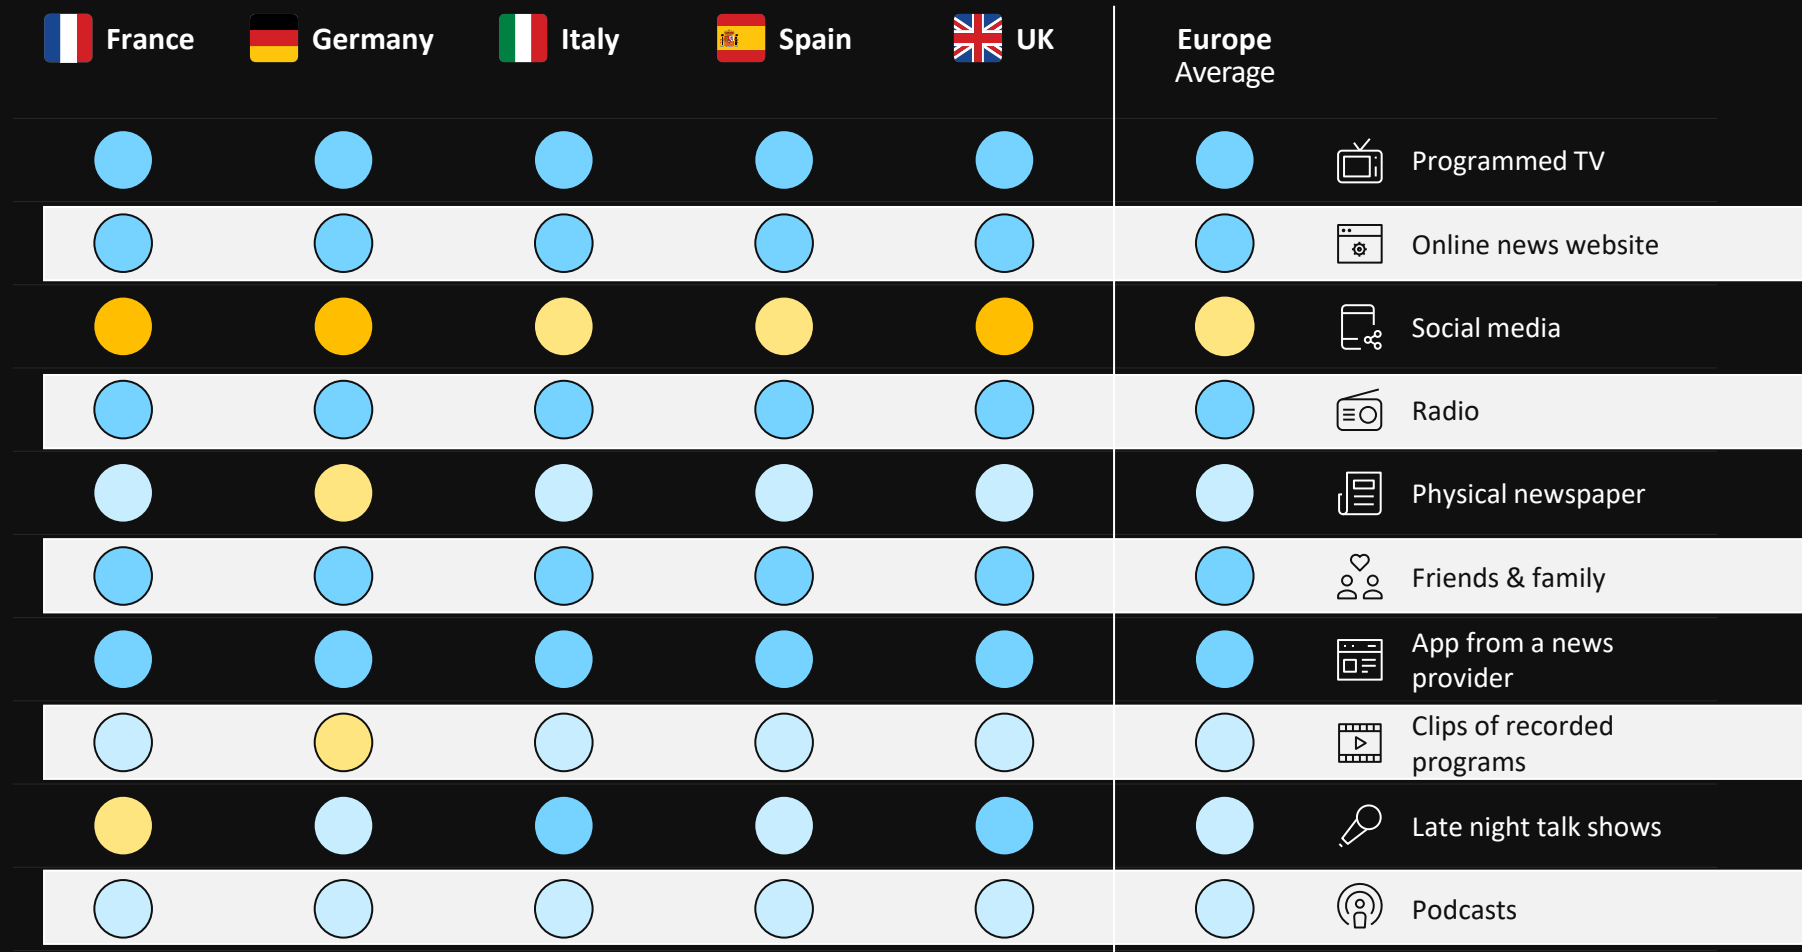 France Germany Italy Spain UK Europe
Average
Programmed TV
Online news website
Social media
Radio
Physical newspaper
Friends & family
App from a news
provider
Clips of recorded
programs
Late night talk shows
Podcasts